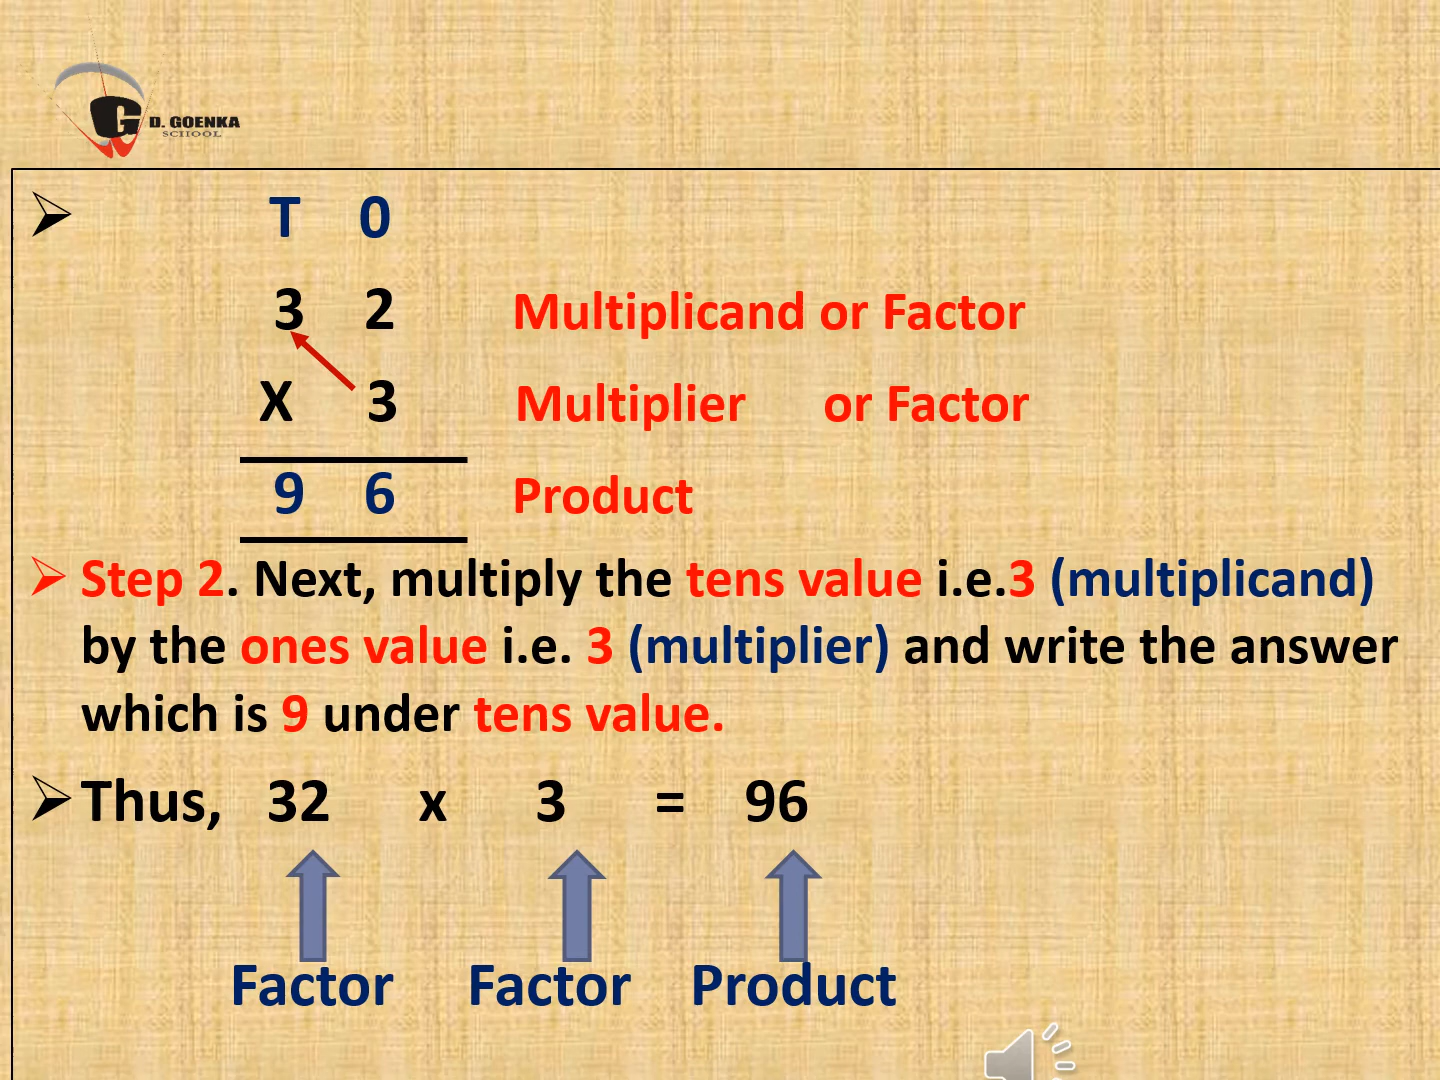 G D. GOENKA
SCHOOL
T 0
3 2 Multiplicand or Factor
X 3 Multiplier or Factor
9 6 Product
Step 2. Next, multiply the tens value i.e.3 (multiplicand)
by the ones value i.e. 3 (multiplier) and write the answer
which is 9 under tens value.
Thus, 32 x 3 = 96
Factor Factor Product